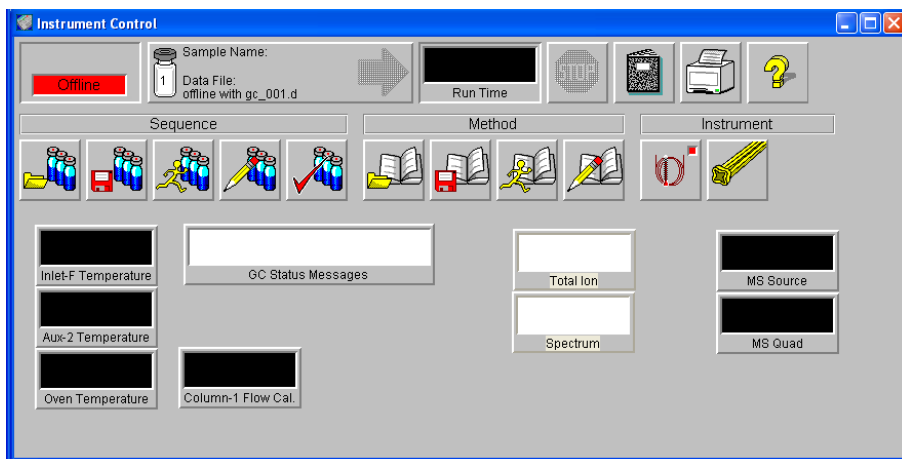 Instrument Control
Offline
1
Sample Name:
Data File:
offline with gc_001.d
Run Time
STOP
Sequence
Method
Instrument
Inlet-F Temperature
GC Status Messages
Total Ion
MS Source
Aux-2 Temperature
Spectrum
MS Quad
Oven Temperature
Column-1 Flow Cal.